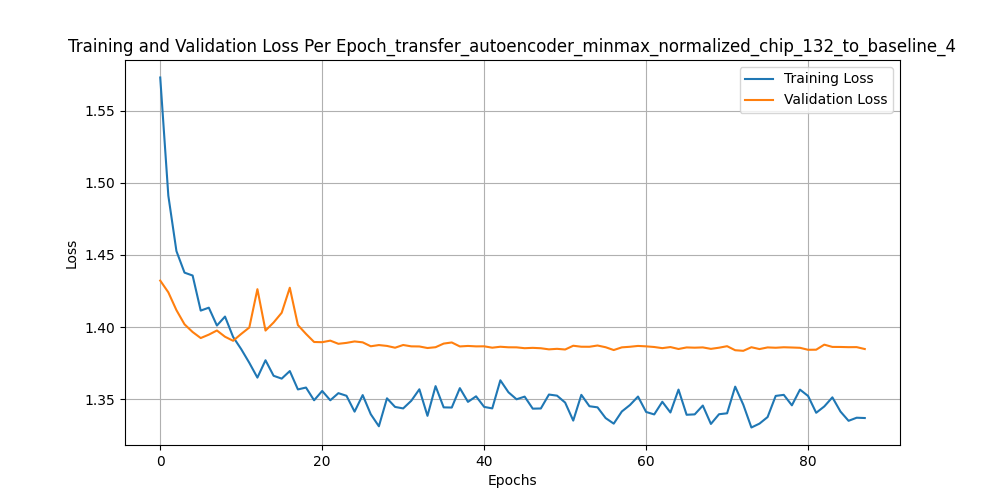 Training and Validation Loss Per Epoch_transfer_autoencoder_minmax_normalized_chip_132_to_baseline_4
Training Loss
Validation Loss
1.55
1.50
1.45
1.40
1.35
Loss
0
20
40
60
80
Epochs